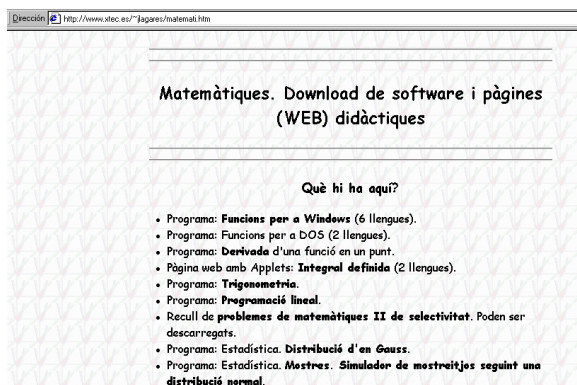 Dirección http://www.xtec.es/~jlagares/matemati.htm
Matemàtiques. Download de software i pàgines
(WEB) didàctiques
Què hi ha aquí?
• Programa: Funcions per a Windows (6 llengues).
• Programa: Funcions per a DOS (2 llengues).
• Programa: Derivada d'una funció en un punt.
• Pàgina web amb Applets: Integral definida (2 llengues).
• Programa: Trigonometria.
• Programa: Programació lineal.
• Recull de problemes de matemàtiques II de selectivitat. Poden ser
descarregats.
• Programa: Estadística. Distribució d'en Gauss.
• Programa: Estadística. Mostres. Simulador de mostreitjos seguint una
distribució normal.